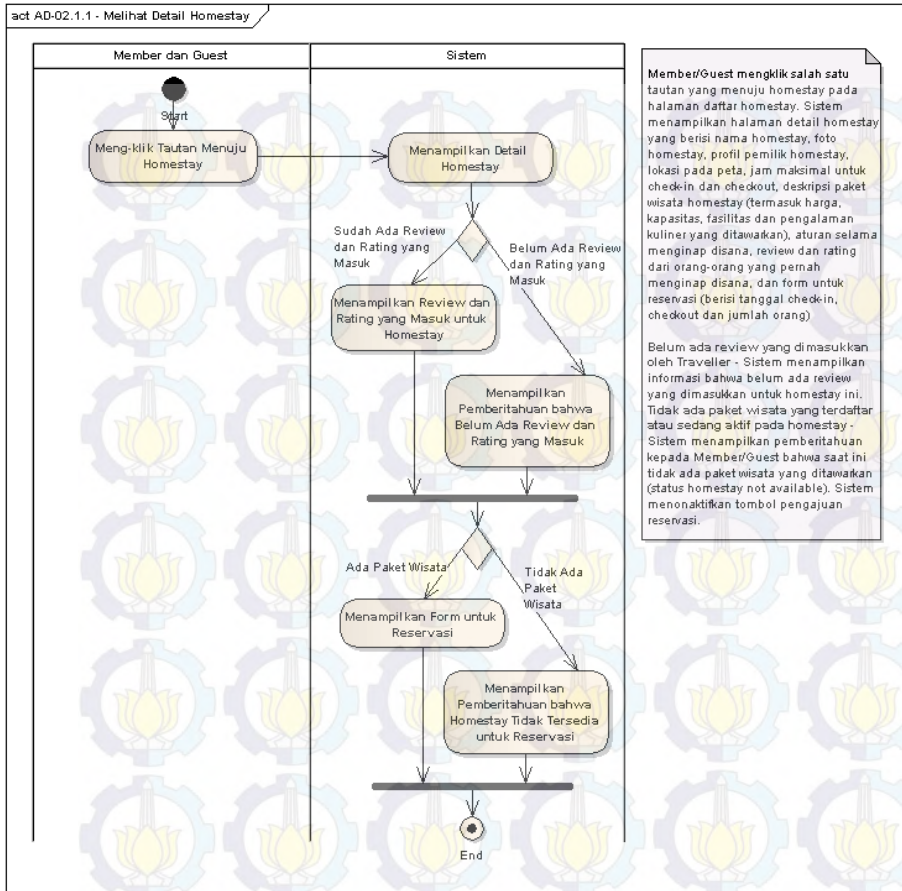 act AD-02.1.1 - Melihat Detail Homestay
Member dan Guest
Sistem
Start
Meng-klik Tautan Menuju
Homestay
Menampilkan Detail
Homestay
Sudah Ada Review
dan Rating yang
Masuk
Belum Ada Review
dan Rating yang
Masuk
Menampilkan Review dan
Rating yang Masuk untuk
Homestay
Menampilkan
Pemberitahuan bahwa
Belum Ada Review dan
Rating yang Masuk
Ada Paket Wisata
Tidak Ada
Paket
Wisata
Menampilkan Form untuk
Reservasi
Menampilkan
Pemberitahuan bahwa
Homestay Tidak Tersedia
untuk Reservasi
End
Member/Guest mengklik salah satu
tautan yang menuju homestay pada
halaman daftar homestay. Sistem
menampilkan halaman detail homestay
yang berisi nama homestay, foto
homestay, profil pemilik homestay,
lokasi pada peta, jam maksimal untuk
check-in dan checkout, deskripsi paket
wisata homestay (termasuk harga,
kapasitas, fasilitas dan pengalaman
kuliner yang ditawarkan), aturan selama
menginap disana, review dan rating
dari orang-orang yang pernah
menginap disana, dan form untuk
reservasi (berisi tanggal check-in,
checkout dan jumlah orang)
Belum ada review yang dimasukkan
oleh Traveller - Sistem menampilkan
informasi bahwa belum ada review
yang dimasukkan untuk homestay ini.
Tidak ada paket wisata yang terdaftar
atau sedang aktif pada homestay -
Sistem menampilkan pemberitahuan
kepada Member/Guest bahwa saat ini
tidak ada paket wisata yang ditawarkan
(status homestay not available). Sistem
menonaktifkan tombol pengajuan
reservasi.